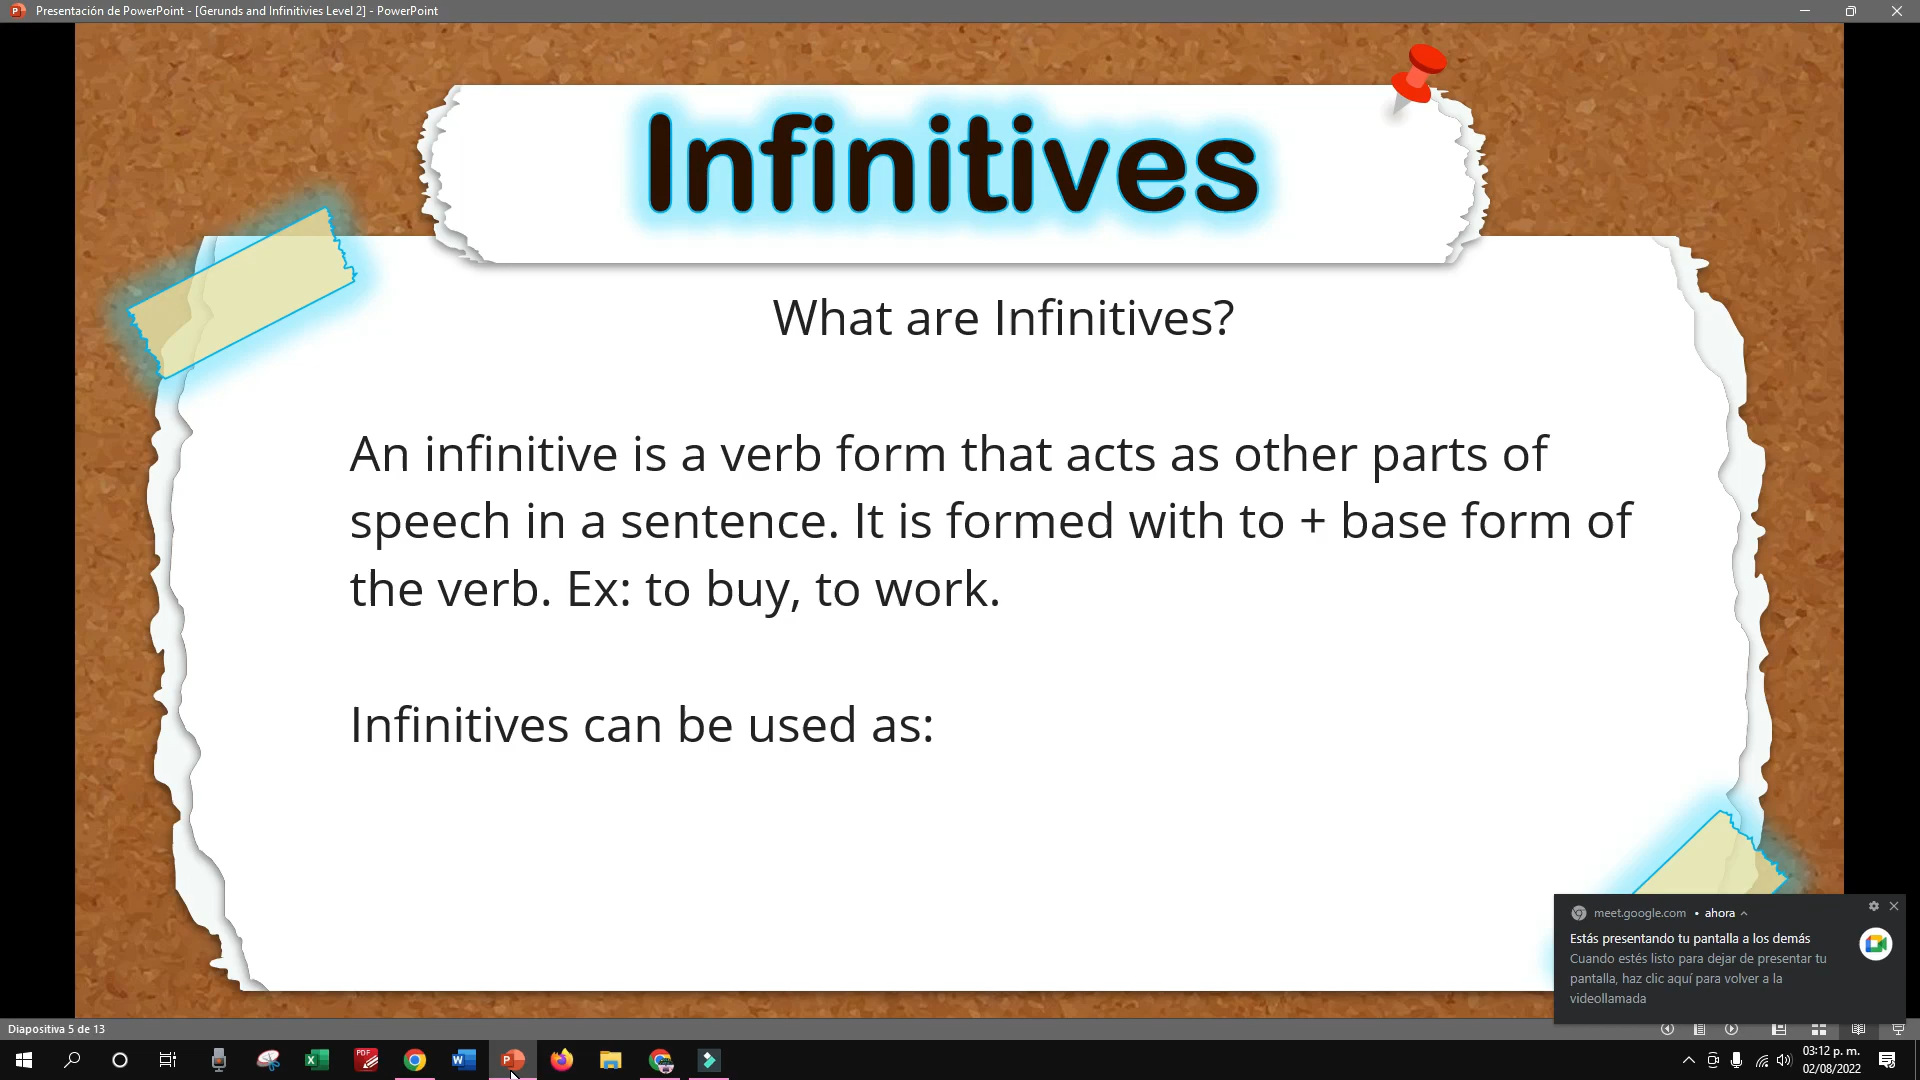 Presentación de PowerPoint - [Gerunds and Infinitivies Level 2] - PowerPoint
Infinitives
What are Infinitives?
An infinitive is a verb form that acts as other parts of
speech in a sentence. It is formed with to + base form of
the verb. Ex: to buy, to work.
Infinitives can be used as:
meet.google.com • ahora
Estás presentando tu pantalla a los demás
Cuando estés listo para dejar de presentar tu
pantalla, haz clic aquí para volver a la
videollamada
Diapositiva 5 de 13
03:12 p. m.
02/08/2022